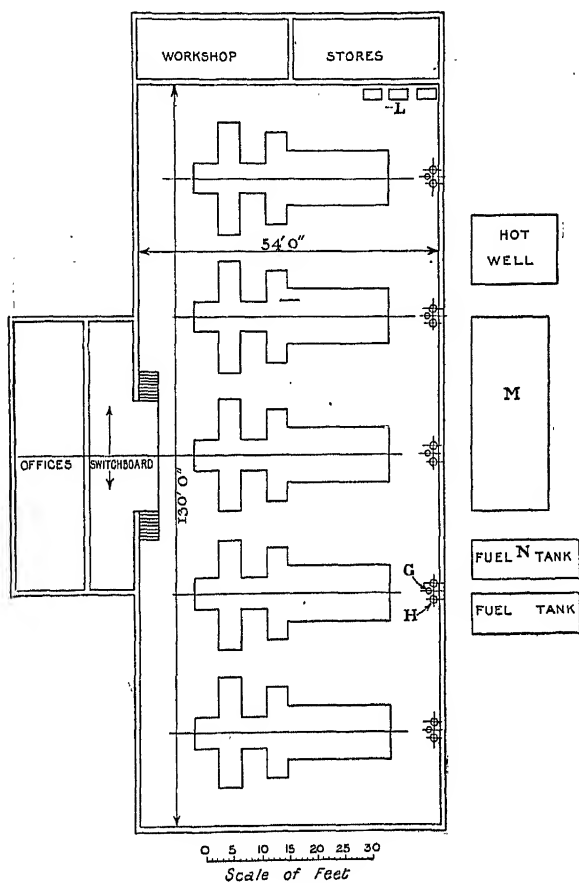 WORKSHOP
STORES
L
54' 0"
HOT
WELL
M
OFFICES
SWITCHBOARD
130' 0"
G
FUEL N TANK
H
FUEL TANK
0 5 10 15 20 25 30
Scale of Feet